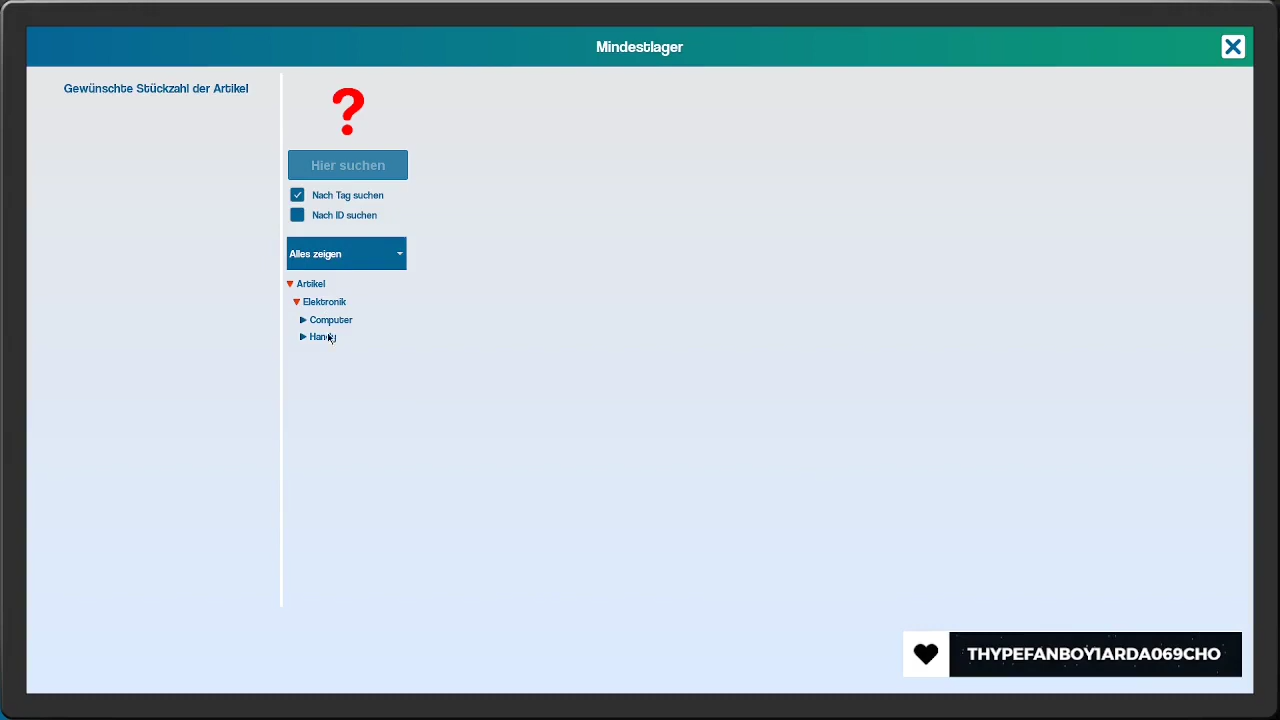 Mindestlager
Gewünschte Stückzahl der Artikel
?
Hier suchen
Nach Tag suchen
Nach ID suchen
Alles zeigen
Artikel
Elektronik
Computer
Handy
THYPEFANBOY1ARDA069CHO